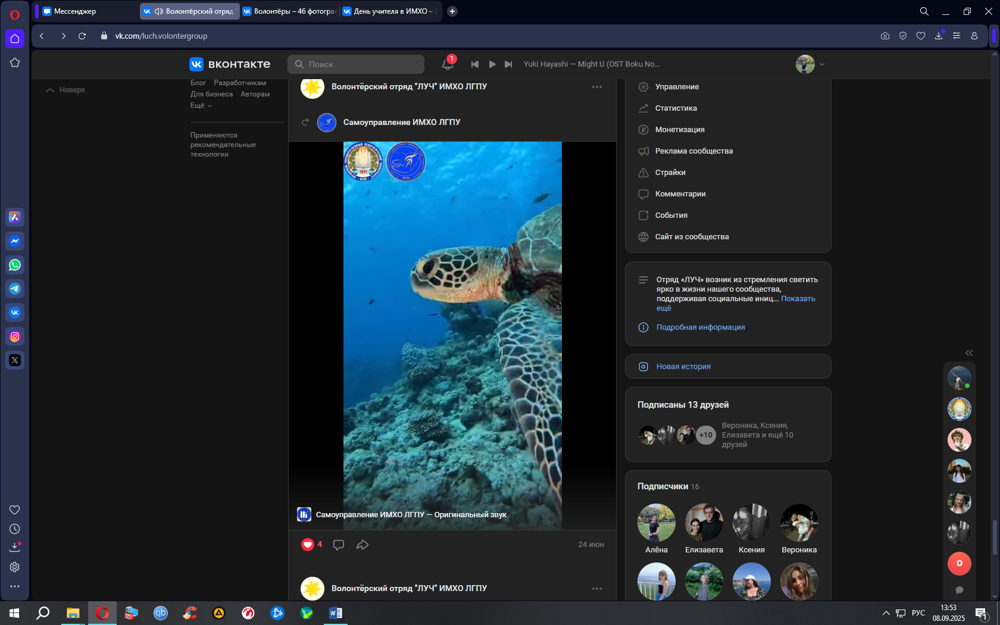 Мессенджер
Волонтёрский отряд
Волонтёры – 46 фотогра
День учителя в ИМХО –
vk.com/luch.volontergroup
вконтакте
Поиск
1
Yuki Hayashi — Might U (OST Boku No...
Наверх
Блог Разработчикам
Для бизнеса Авторам
Ещё
Применяются
рекомендательные
технологии
Волонтёрский отряд "ЛУЧ" ИМХО ЛГПУ
Самоуправление ИМХО ЛГПУ
1921
Самоуправление ИМХО ЛГПУ — Оригинальный звук
4
24 июн
Волонтёрский отряд "ЛУЧ" ИМХО ЛГПУ
Управление
Статистика
Монетизация
Реклама сообщества
Страйки
Комментарии
События
Сайт из сообщества
Отряд «ЛУЧ» возник из стремления светить
ярко в жизни нашего сообщества,
поддерживая социальные иниц... Показать
ещё
Подробная информация
Новая история
Подписаны 13 друзей
+10
Вероника, Ксения,
Елизавета и ещё 10
друзей
Подписчики 16
Алёна
Елизавета
Ксения
Вероника
О
qb
РУС
13:53
08.09.2025
1